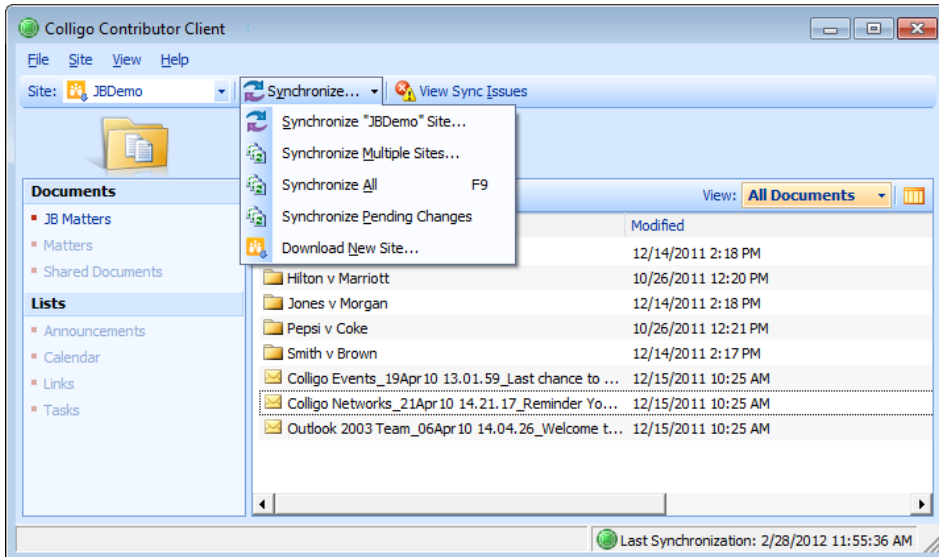 Colligo Contributor Client
File Site View Help
Site: JBDemo Synchronize... View Sync Issues
Synchronize "JBDemo" Site...
Synchronize Multiple Sites...
Synchronize All F9
Synchronize Pending Changes
Download New Site...
Documents
JB Matters
Matters
Shared Documents
Lists
Announcements
Calendar
Links
Tasks
View: All Documents
Modified
12/14/2011 2:18 PM
Hilton v Marriott 10/26/2011 12:20 PM
Jones v Morgan 12/14/2011 2:18 PM
Pepsi v Coke 10/26/2011 12:21 PM
Smith v Brown 12/14/2011 2:17 PM
Colligo Events_19Apr10 13.01.59_Last chance to ... 12/15/2011 10:25 AM
Colligo Networks_21Apr10 14.21.17_Reminder Yo... 12/15/2011 10:25 AM
Outlook 2003 Team_06Apr10 14.04.26_Welcome t... 12/15/2011 10:25 AM
Last Synchronization: 2/28/2012 11:55:36 AM